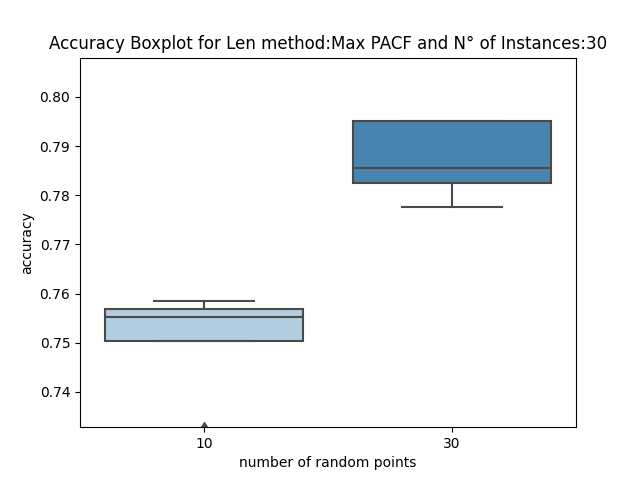 Accuracy Boxplot for Len method:Max PACF and N° of Instances:30
0.80
0.79
0.78
0.77
0.76
0.75
0.74
accuracy
10 30
number of random points